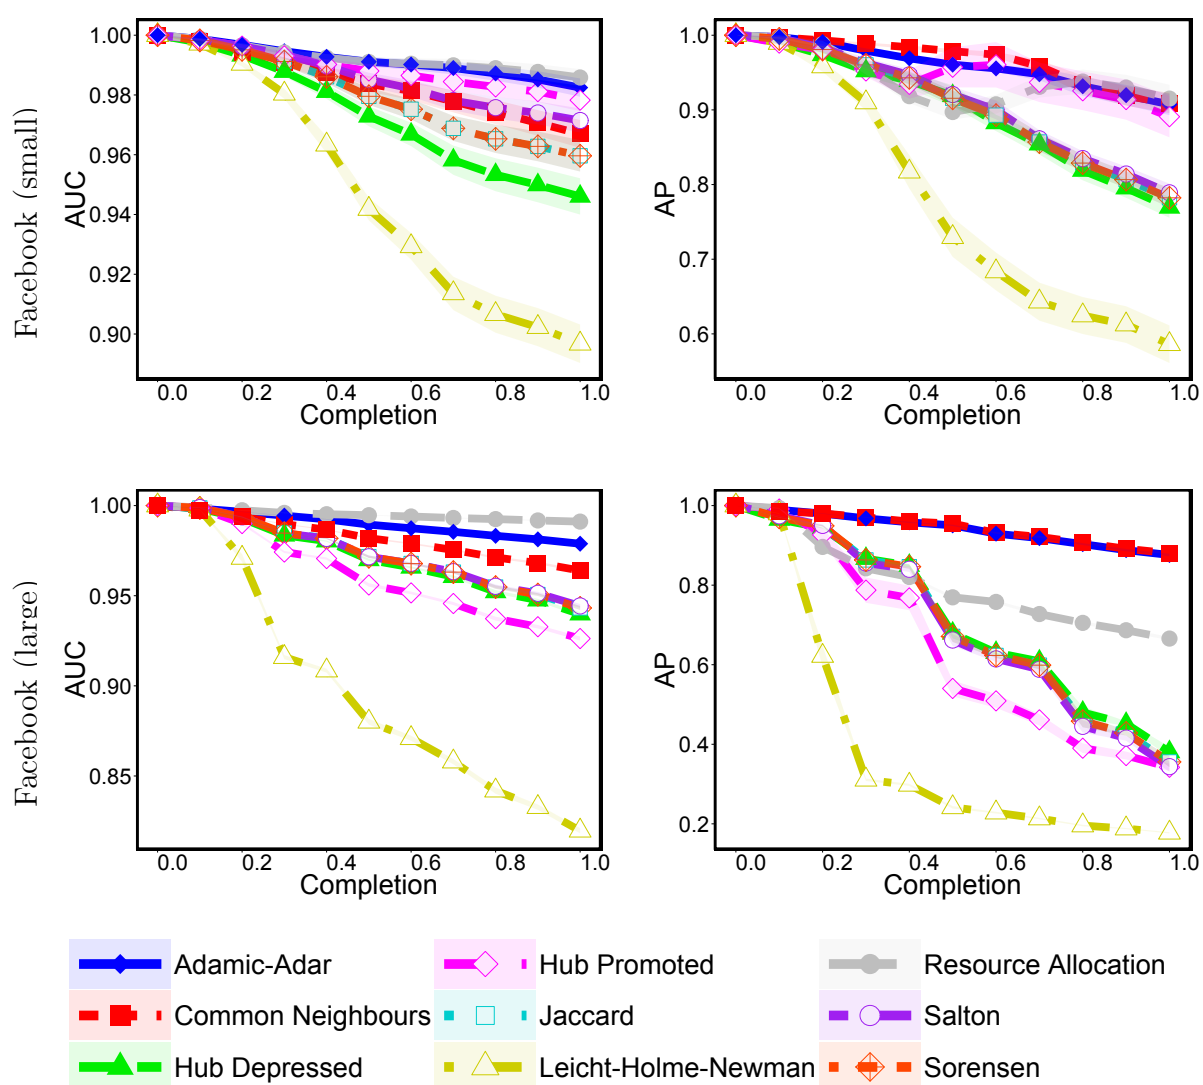 Facebook (small)
AUC
1.00
0.98
0.96
0.94
0.92
0.90
0.0 0.2 0.4 0.6 0.8 1.0
Completion
AP
1.0
0.9
0.8
0.7
0.6
0.0 0.2 0.4 0.6 0.8 1.0
Completion
Facebook (large)
AUC
1.00
0.95
0.90
0.85
0.0 0.2 0.4 0.6 0.8 1.0
Completion
AP
1.0
0.8
0.6
0.4
0.2
0.0 0.2 0.4 0.6 0.8 1.0
Completion
Adamic-Adar Hub Promoted Resource Allocation
Common Neighbours Jaccard Salton
Hub Depressed Leicht-Holme-Newman Sorensen